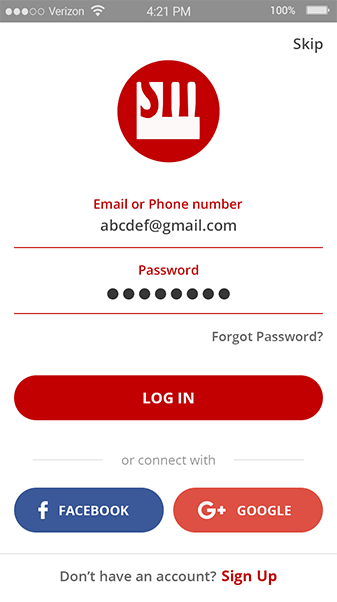 Verizon 4:21 PM 100%
Skip
Email or Phone number
abcdef@gmail.com
Password
Forgot Password?
LOG IN
or connect with
f FACEBOOK G+ GOOGLE
Don't have an account? Sign Up